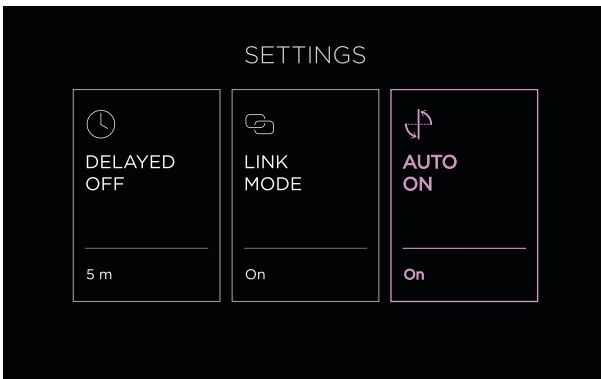 SETTINGS
DELAYED
OFF
5 m
LINK
MODE
On
AUTO
ON
On